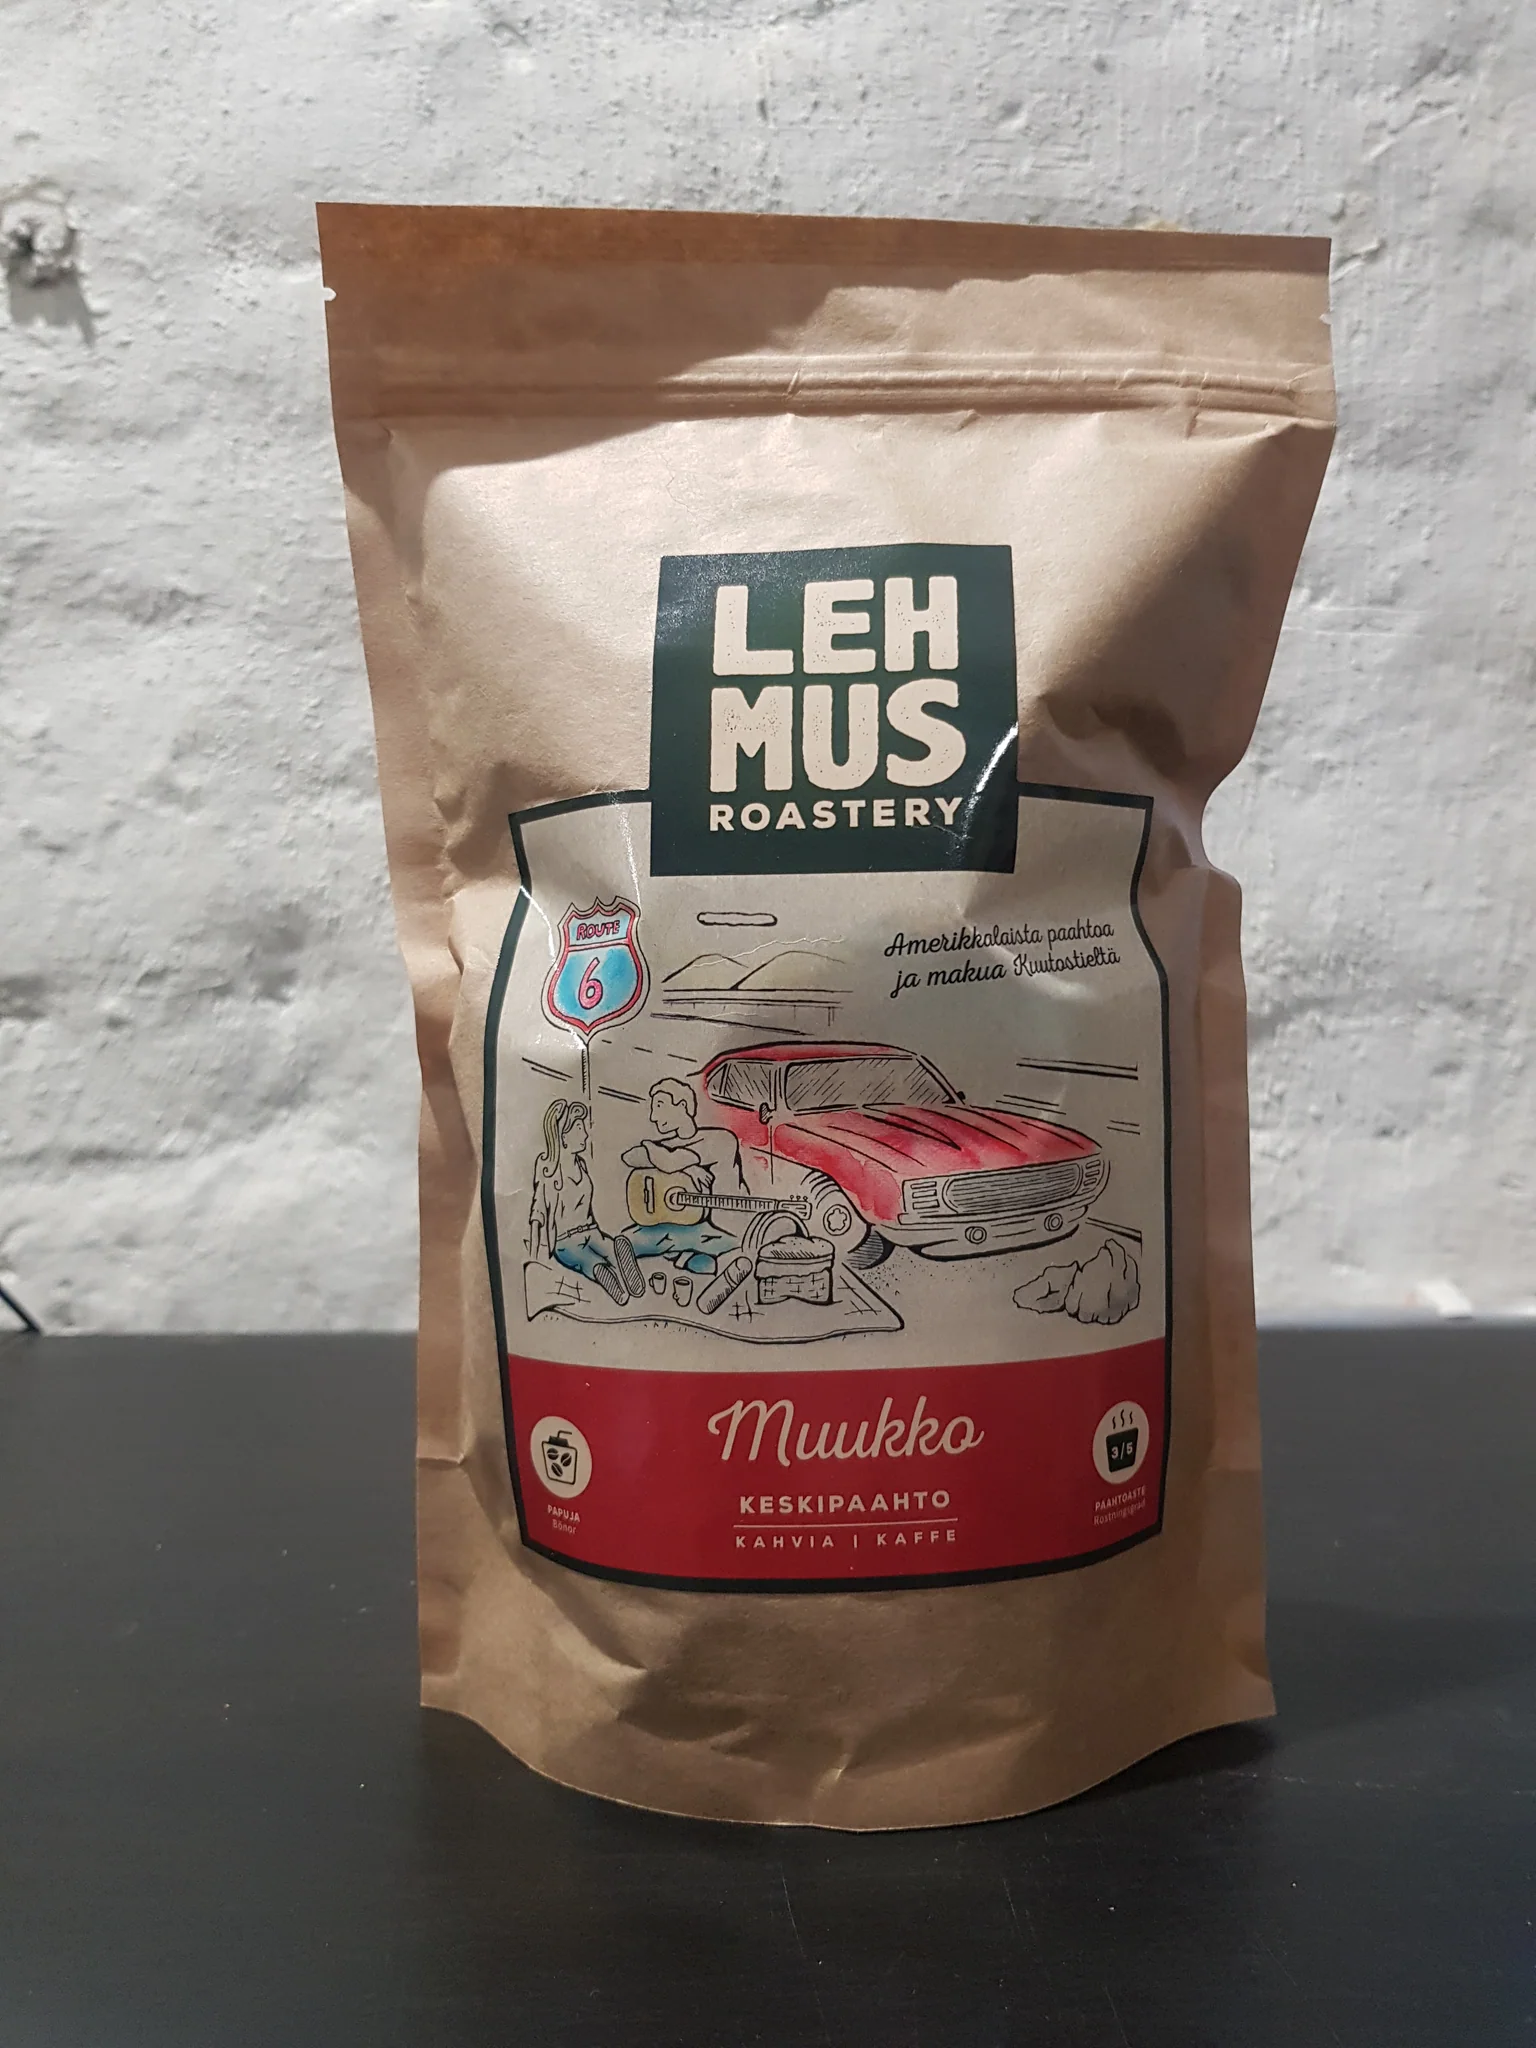 LEH
MUS
ROASTERY
ROUTE
6
Amerikkalaista paahtoa
ja makua Kuutostieltä
Muukko
KESKIPAAHTO
KAHVIA | KAFFE
PAPUJA
Bönor
3/5
PAAHTOASTE
Rostningsgrad